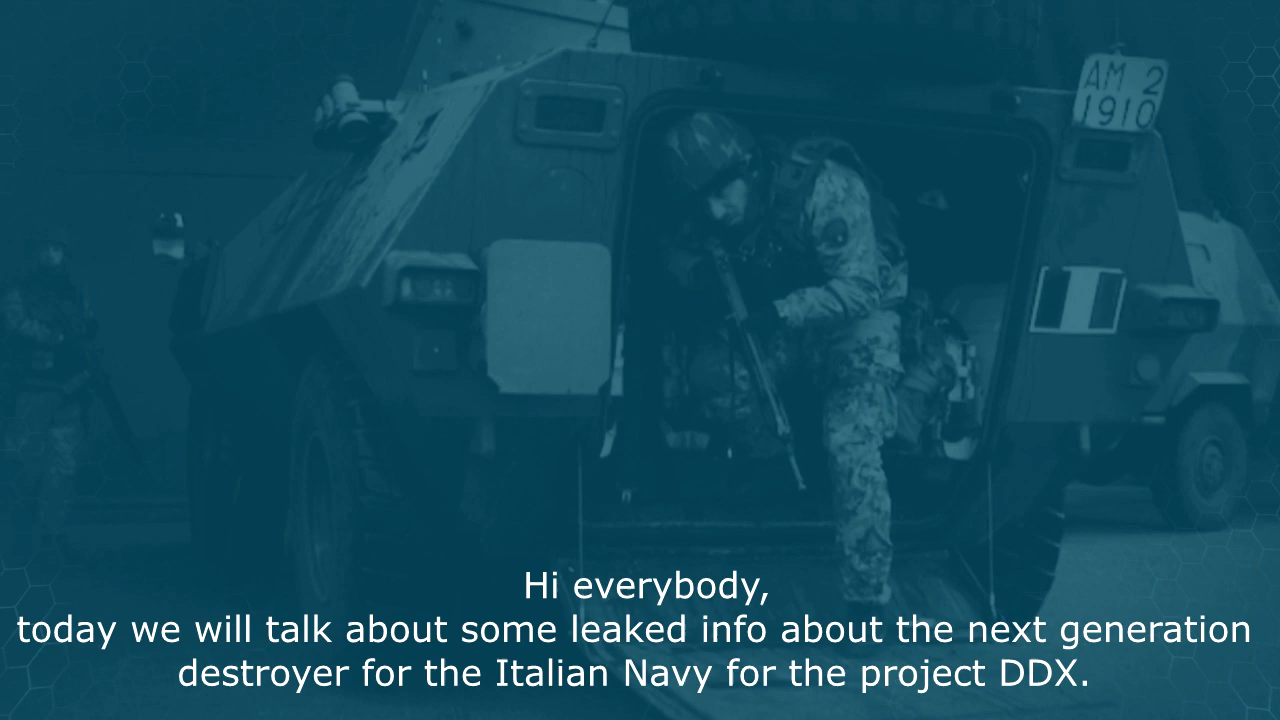 AM 2
1910
Hi everybody,
today we will talk about some leaked info about the next generation
destroyer for the Italian Navy for the project DDX.